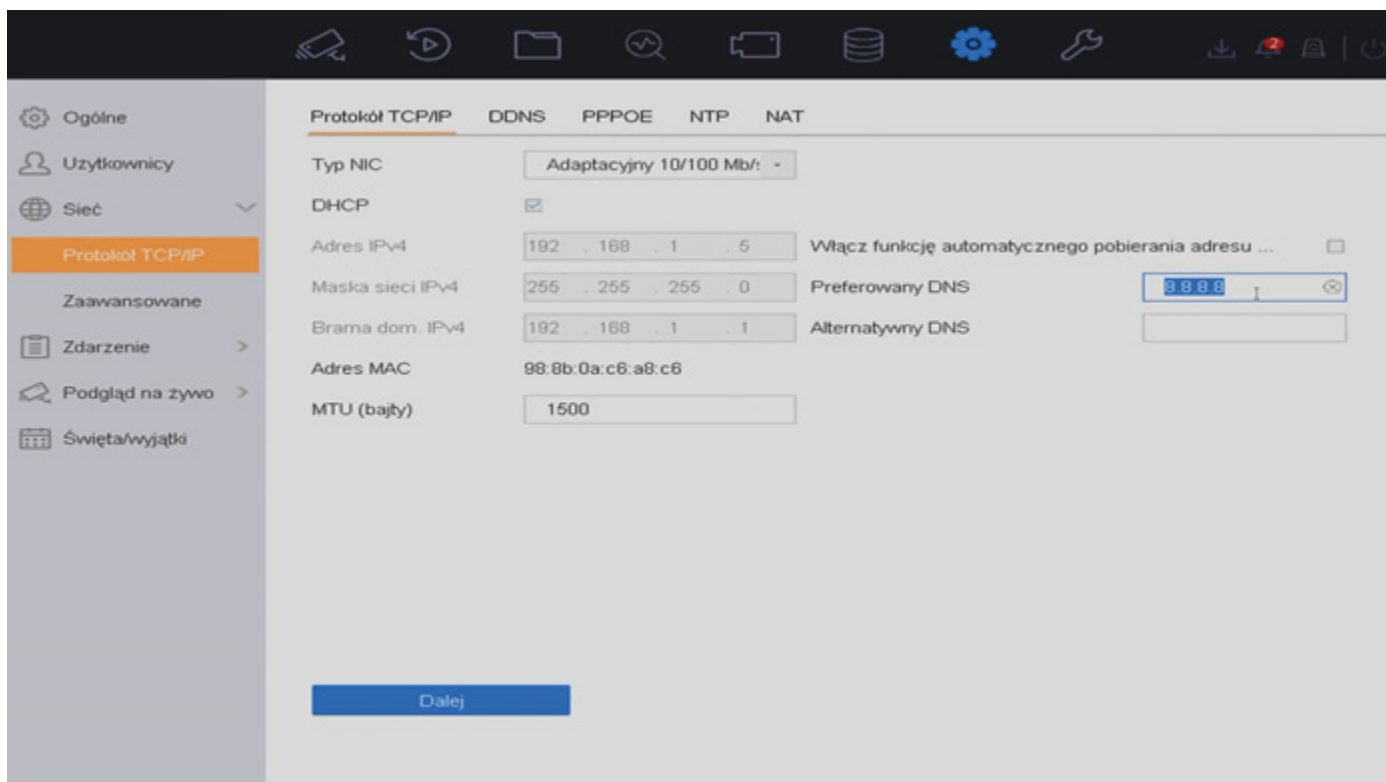 2
Ogólne
Użytkownicy
Sieć
Protokół TCP/IP
Zaawansowane
Zdarzenie
Podgląd na żywo
Święta/wyjątki
Protokół TCP/IP DDNS PPPOE NTP NAT
Typ NIC Adaptacyjny 10/100 Mb/s
DHCP
Adres IPv4 192 . 168 . 1 . 5 Włącz funkcję automatycznego pobierania adresu ...
Maska sieci IPv4 255 . 255 . 255 . 0 Preferowany DNS 8.8.8.8
Brama dom. IPv4 192 . 168 . 1 . 1 Alternatywny DNS
Adres MAC 98:8b:0a:c6:a8:c6
MTU (bajty) 1500
Dalej